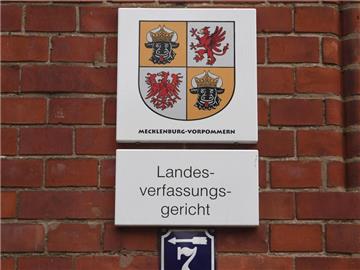 MECKLENBURG-VORPOMMERN
Landes-
verfassungs-
gericht
7